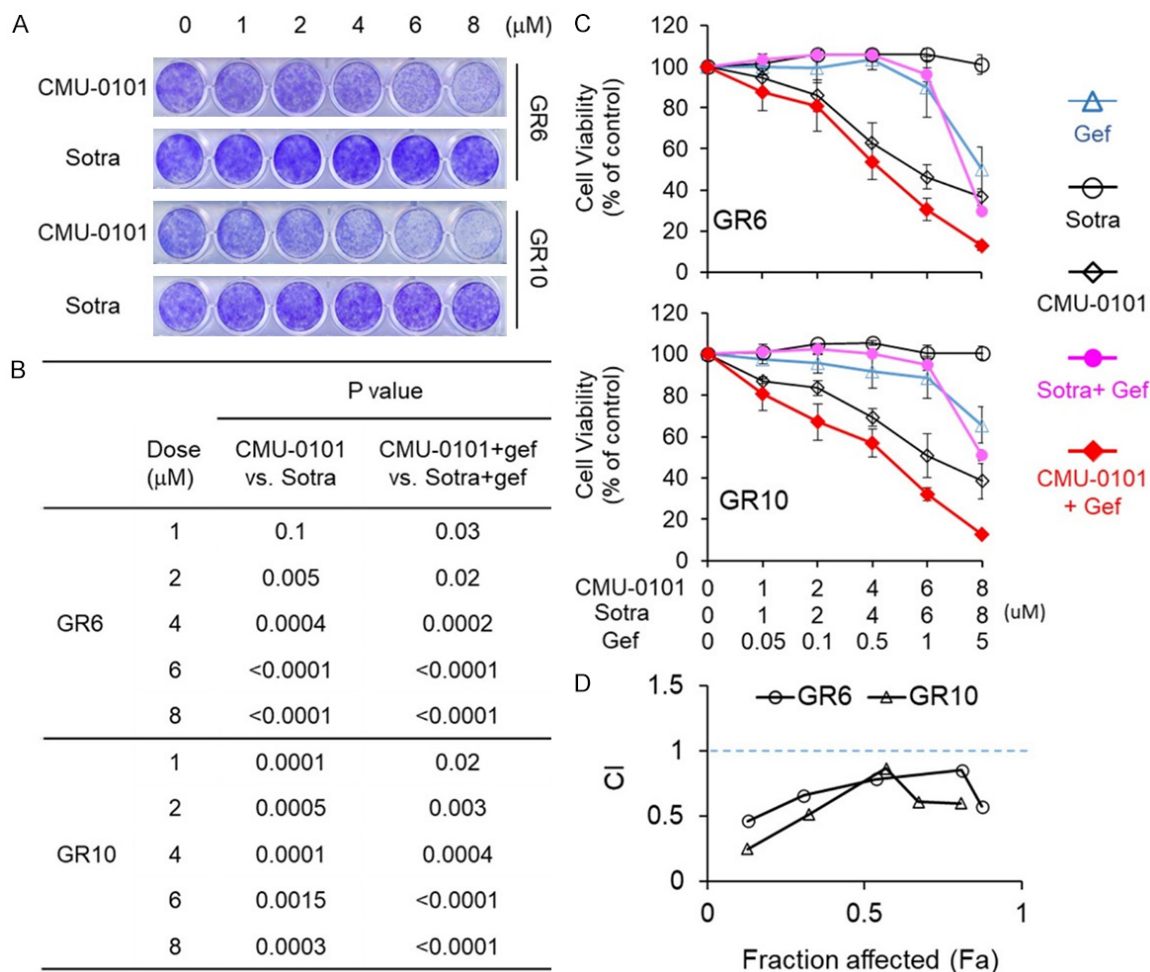 A
0 1 2 4 6 8 (μM)
CMU-0101
Sotra
GR6
CMU-0101
Sotra
GR10
B
P value
Dose (μM)
CMU-0101 vs. Sotra
CMU-0101+gef vs. Sotra+gef
GR6
1 0.1 0.03
2 0.005 0.02
4 0.0004 0.0002
6 <0.0001 <0.0001
8 <0.0001 <0.0001
GR10
1 0.0001 0.02
2 0.0005 0.003
4 0.0001 0.0004
6 0.0015 <0.0001
8 0.0003 <0.0001
C
Cell Viability
(% of control)
120
100
80
60
40
20
0
GR6
Cell Viability
(% of control)
120
100
80
60
40
20
0
GR10
CMU-0101 0 1 2 4 6 8
Sotra 0 1 2 4 6 8 (uM)
Gef 0 0.05 0.1 0.5 1 5
Gef
Sotra
CMU-0101
Sotra+ Gef
CMU-0101
+ Gef
D
CI
1.5
1
0.5
0
GR6 GR10
0 0.5 1
Fraction affected (Fa)